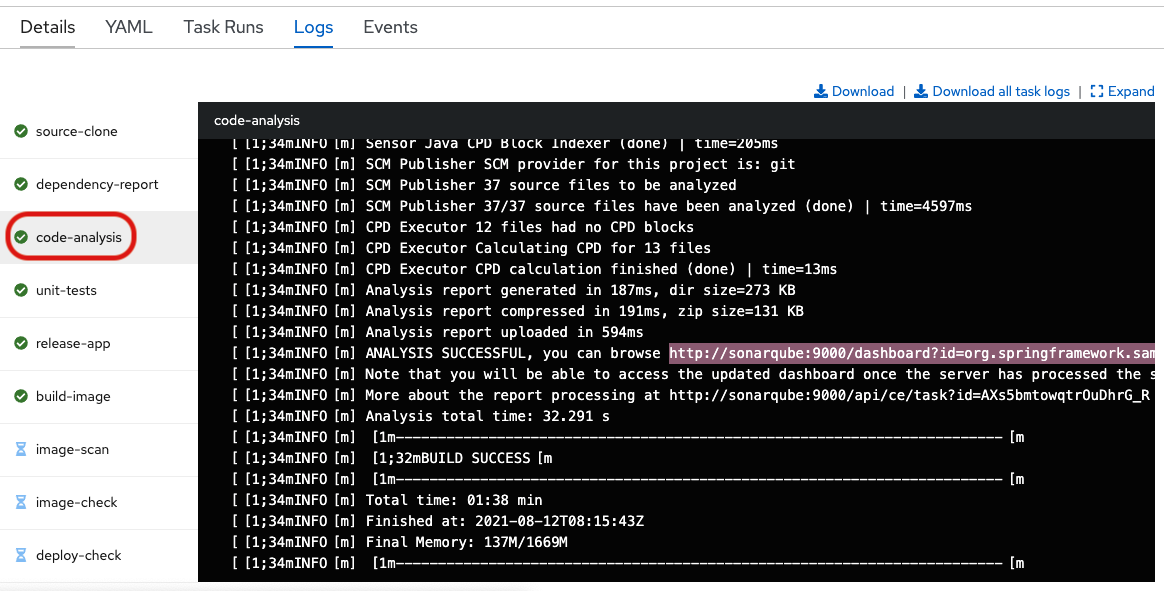 Details YAML Task Runs Logs Events
Download | Download all task logs | Expand
source-clone
dependency-report
code-analysis
unit-tests
release-app
build-image
image-scan
image-check
deploy-check
code-analysis
[ [1;34mINFO [m] Sensor Java CPD Block Indexer (done) | time=205ms
[ [1;34mINFO [m] SCM Publisher SCM provider for this project is: git
[ [1;34mINFO [m] SCM Publisher 37 source files to be analyzed
[ [1;34mINFO [m] SCM Publisher 37/37 source files have been analyzed (done) | time=4597ms
[ [1;34mINFO [m] CPD Executor 12 files had no CPD blocks
[ [1;34mINFO [m] CPD Executor Calculating CPD for 13 files
[ [1;34mINFO [m] CPD Executor CPD calculation finished (done) | time=13ms
[ [1;34mINFO [m] Analysis report generated in 187ms, dir size=273 KB
[ [1;34mINFO [m] Analysis report compressed in 191ms, zip size=131 KB
[ [1;34mINFO [m] Analysis report uploaded in 594ms
[ [1;34mINFO [m] ANALYSIS SUCCESSFUL, you can browse http://sonarqube:9000/dashboard?id=org.springframework.sam
[ [1;34mINFO [m] Note that you will be able to access the updated dashboard once the server has processed the s
[ [1;34mINFO [m] More about the report processing at http://sonarqube:9000/api/ce/task?id=AXs5bmtowqtrOuDhrG_R
[ [1;34mINFO [m] Analysis total time: 32.291 s
[ [1;34mINFO [m] [1m------------------------------------------------------------------------ [m
[ [1;34mINFO [m] [1;32mBUILD SUCCESS [m
[ [1;34mINFO [m] [1m------------------------------------------------------------------------ [m
[ [1;34mINFO [m] Total time: 01:38 min
[ [1;34mINFO [m] Finished at: 2021-08-12T08:15:43Z
[ [1;34mINFO [m] Final Memory: 137M/1669M
[ [1;34mINFO [m] [1m------------------------------------------------------------------------ [m